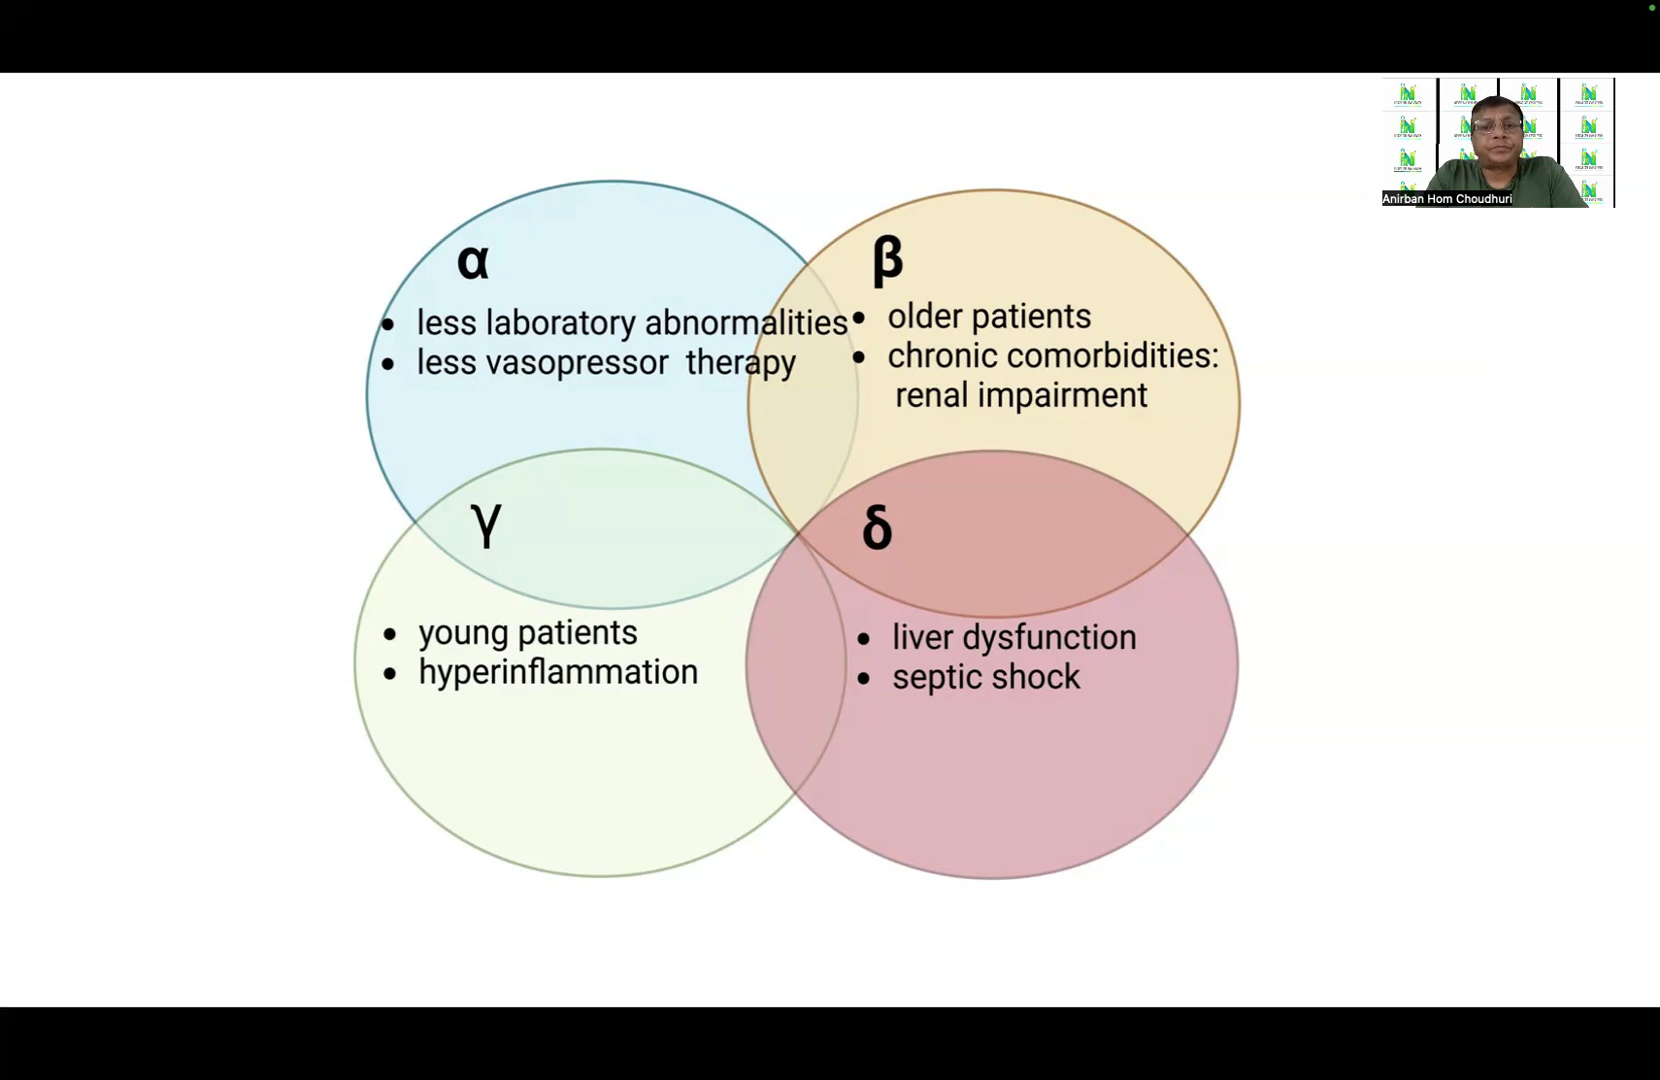 Anirban Hom Choudhuri
α
• less laboratory abnormalities
• less vasopressor therapy
β
• older patients
• chronic comorbidities:
renal impairment
γ
• young patients
• hyperinflammation
δ
• liver dysfunction
• septic shock